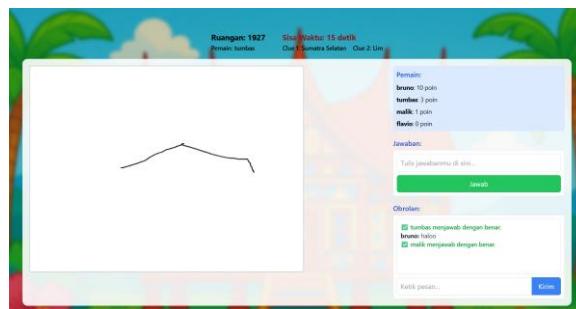 Ruangan: 1927
Sisa Waktu: 15 detik
Pemain: tumbas
Clue 1: Sumatra Selatan Clue 2: Lim
Pemain:
bruno: 10 poin
tumbas: 3 poin
malik: 1 poin
flavio: 0 poin
Jawaban:
Tulis jawabanmu di sini...
Jawab
Obrolan:
✅ tumbas menjawab dengan benar.
bruno: haloo
✅ malik menjawab dengan benar.
Ketik pesan...
Kirim